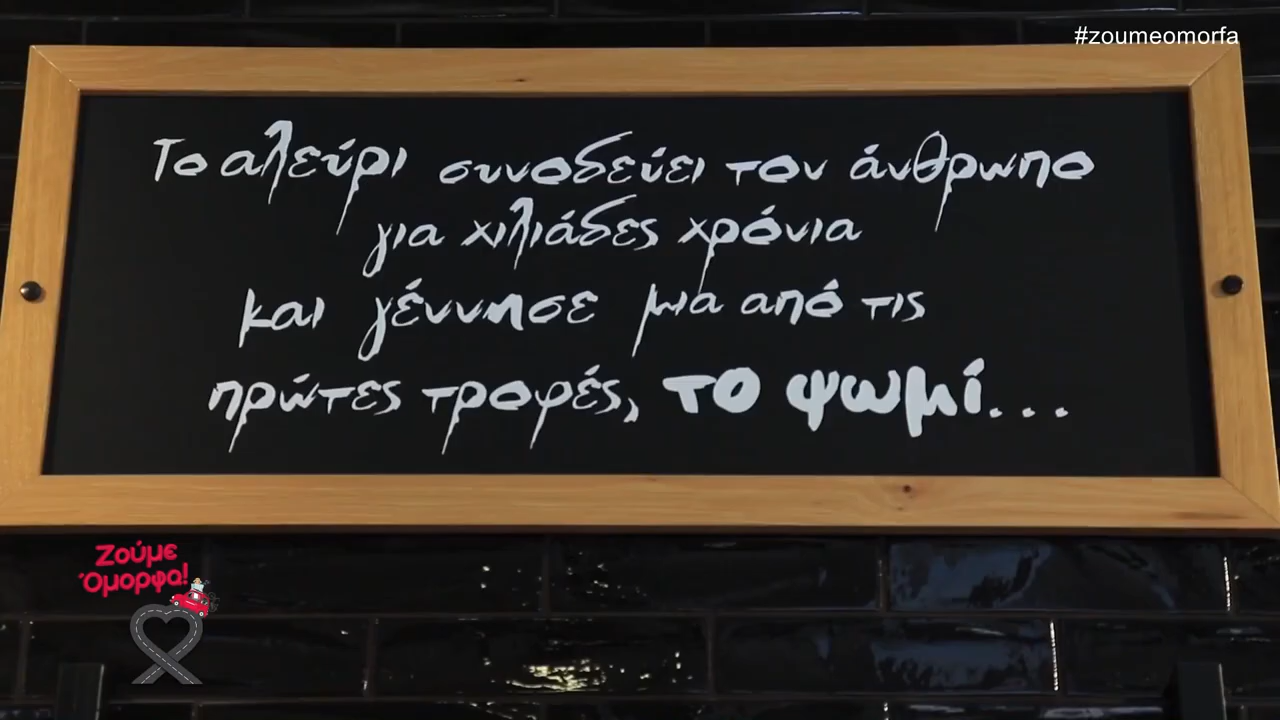 #zoumeomorfa
Το αλεύρι συνοδεύει τον άνθρωπο
για χιλιάδες χρόνια
και γέννησε μια από τις
πρώτες τροφές, το ψωμί...
Ζούμε
Όμορφα!